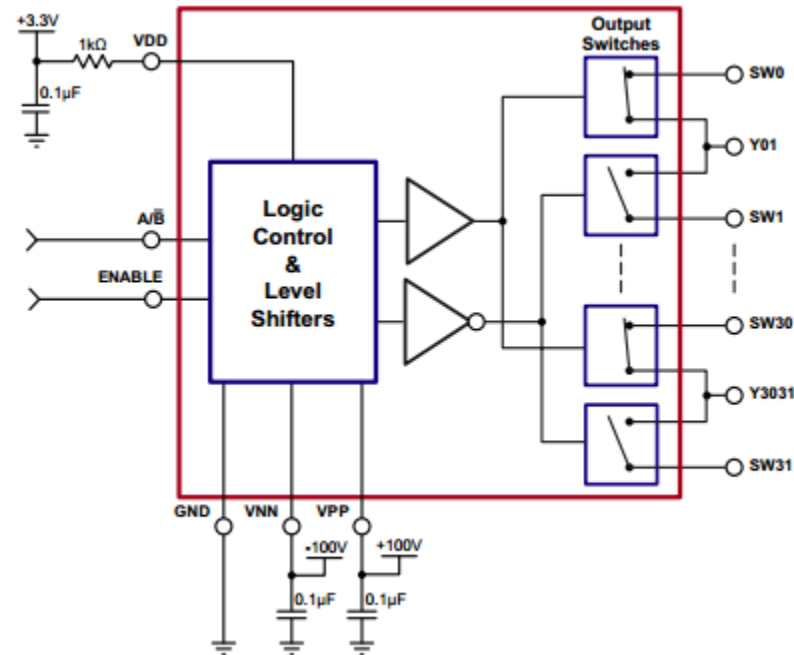 +3.3V
1kΩ
VDD
0.1µF
Output
Switches
SW0
Y01
SW1
A/B̅
ENABLE
Logic
Control
&
Level
Shifters
SW30
Y3031
SW31
GND
VNN
VPP
-100V
+100V
0.1µF
0.1µF